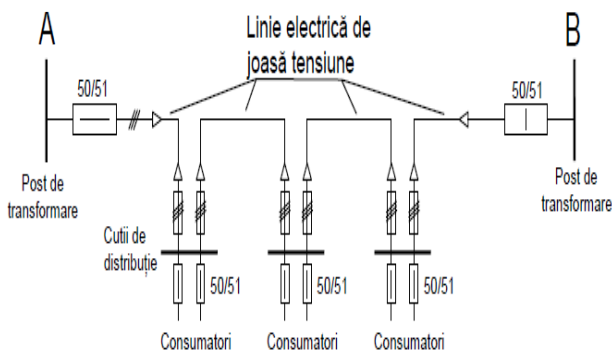 A
Linie electrică de
joasă tensiune
B
50/51
50/51
Post de
transformare
Post de
transformare
Cutii de
distribuție
50/51
50/51
50/51
Consumatori
Consumatori
Consumatori